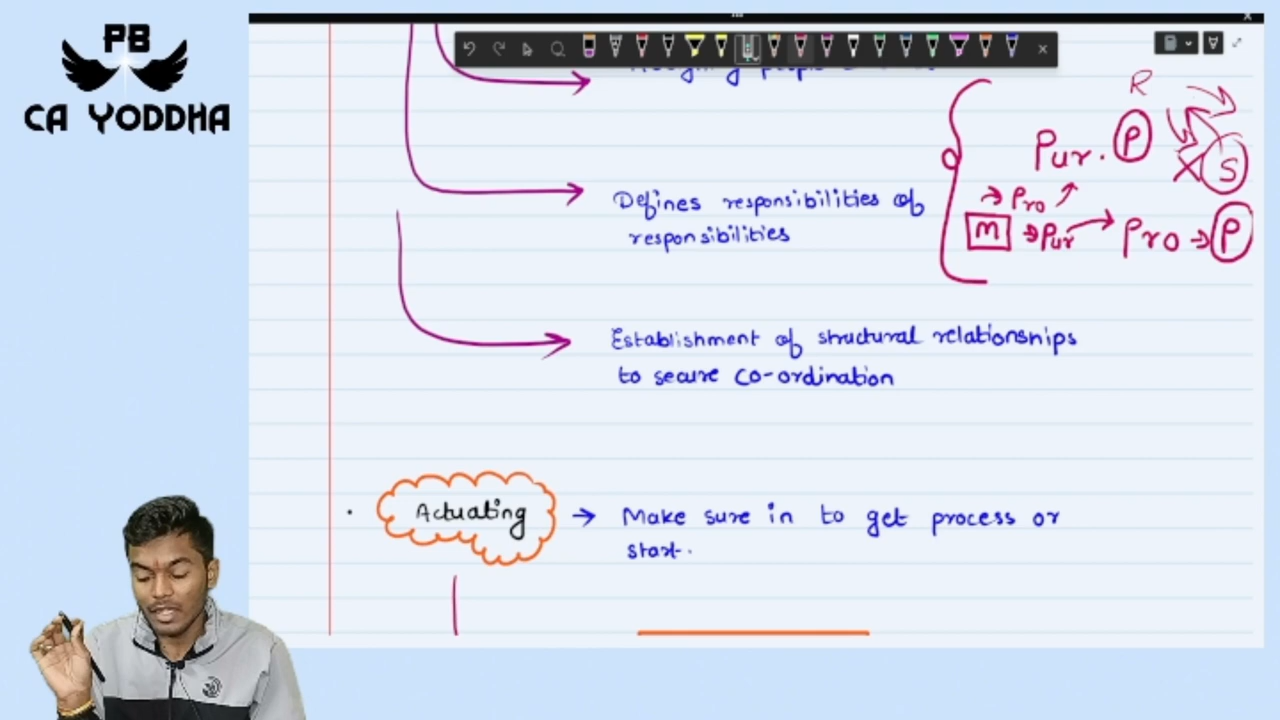 PB
CA YODDHA
people
R
Pur. P
S
→ Pro
M → Pur → Pro → P
Defines responsibilities of
responsibilities
Establishment of structural relationships
to secure co-ordination
Actuating → Make sure in to get process or
start.